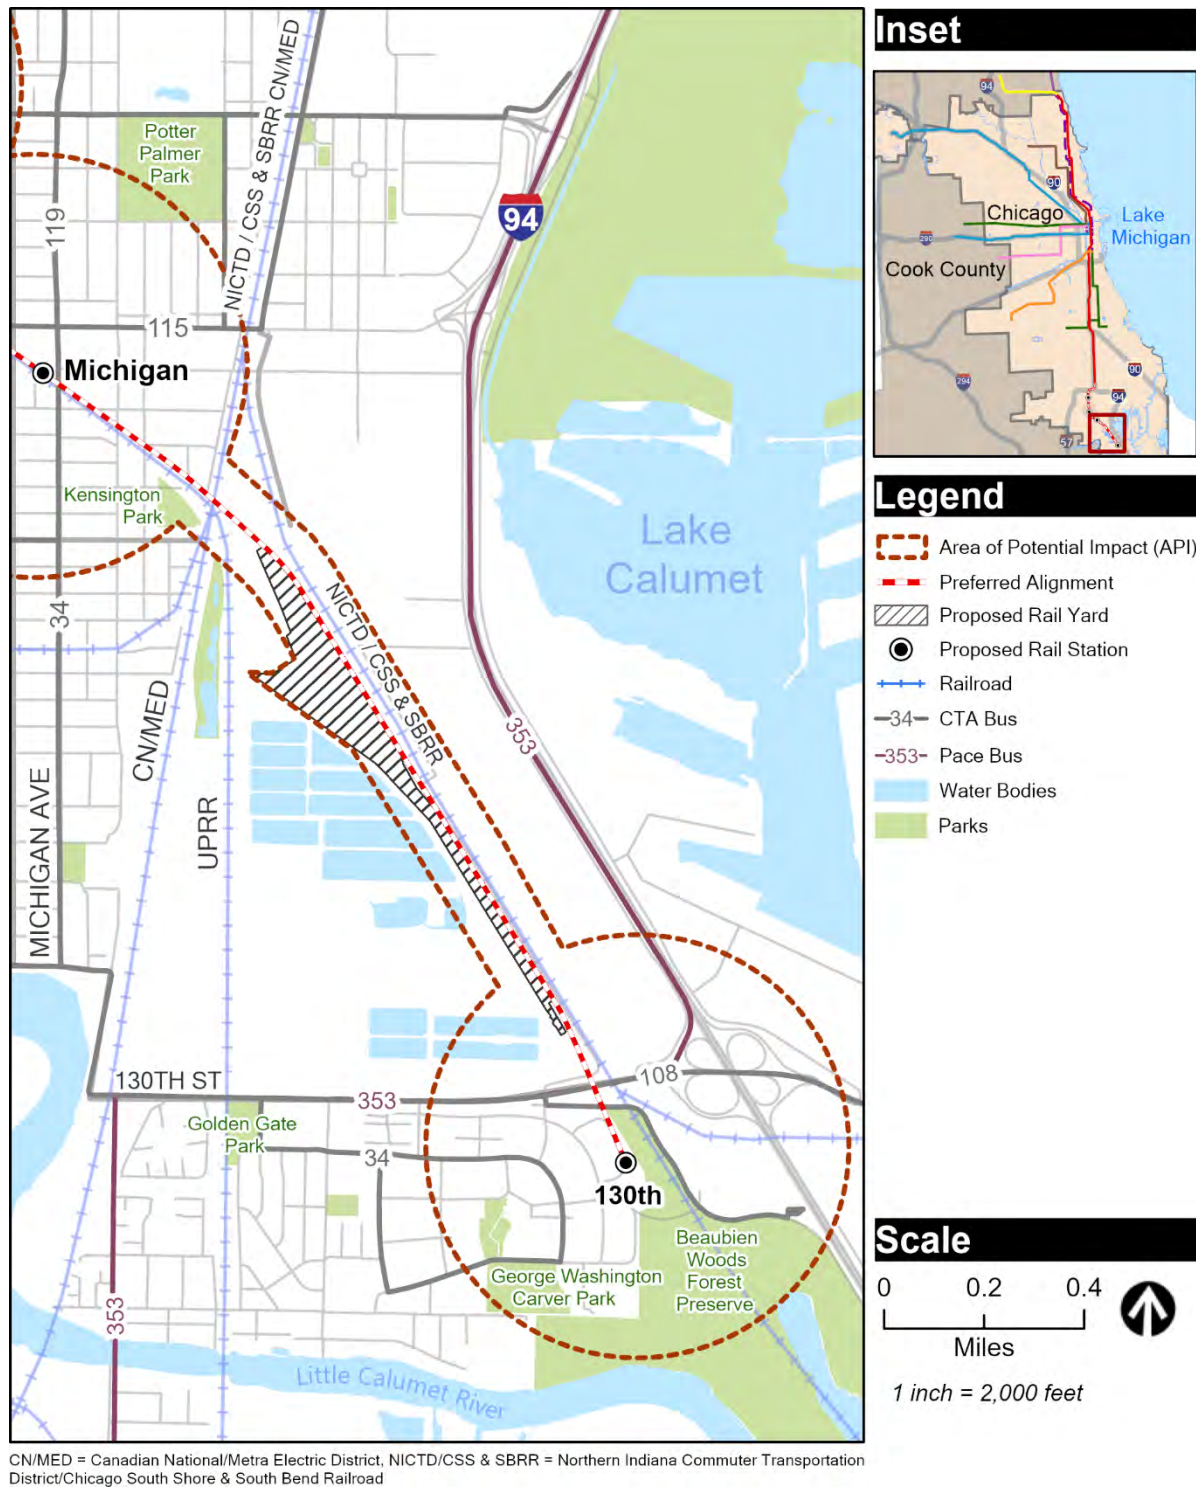 Potter
Palmer
Park
119
NICTD / CSS & SBRR CN/MED
94
115
Michigan
Kensington
Park
34
NICTD / CSS & SBRR
Lake
Calumet
353
CN/MED
UPRR
MICHIGAN AVE
130TH ST
353
108
Golden Gate
Park
34
130th
353
George Washington
Carver Park
Beaubien
Woods
Forest
Preserve
Little Calumet River
Inset
94
90
Chicago
Lake
Michigan
290
Cook County
294
90
94
57
Legend
Area of Potential Impact (API)
Preferred Alignment
Proposed Rail Yard
Proposed Rail Station
Railroad
34 CTA Bus
353 Pace Bus
Water Bodies
Parks
Scale
0 0.2 0.4
Miles
1 inch = 2,000 feet
CN/MED = Canadian National/Metra Electric District, NICTD/CSS & SBRR = Northern Indiana Commuter Transportation
District/Chicago South Shore & South Bend Railroad